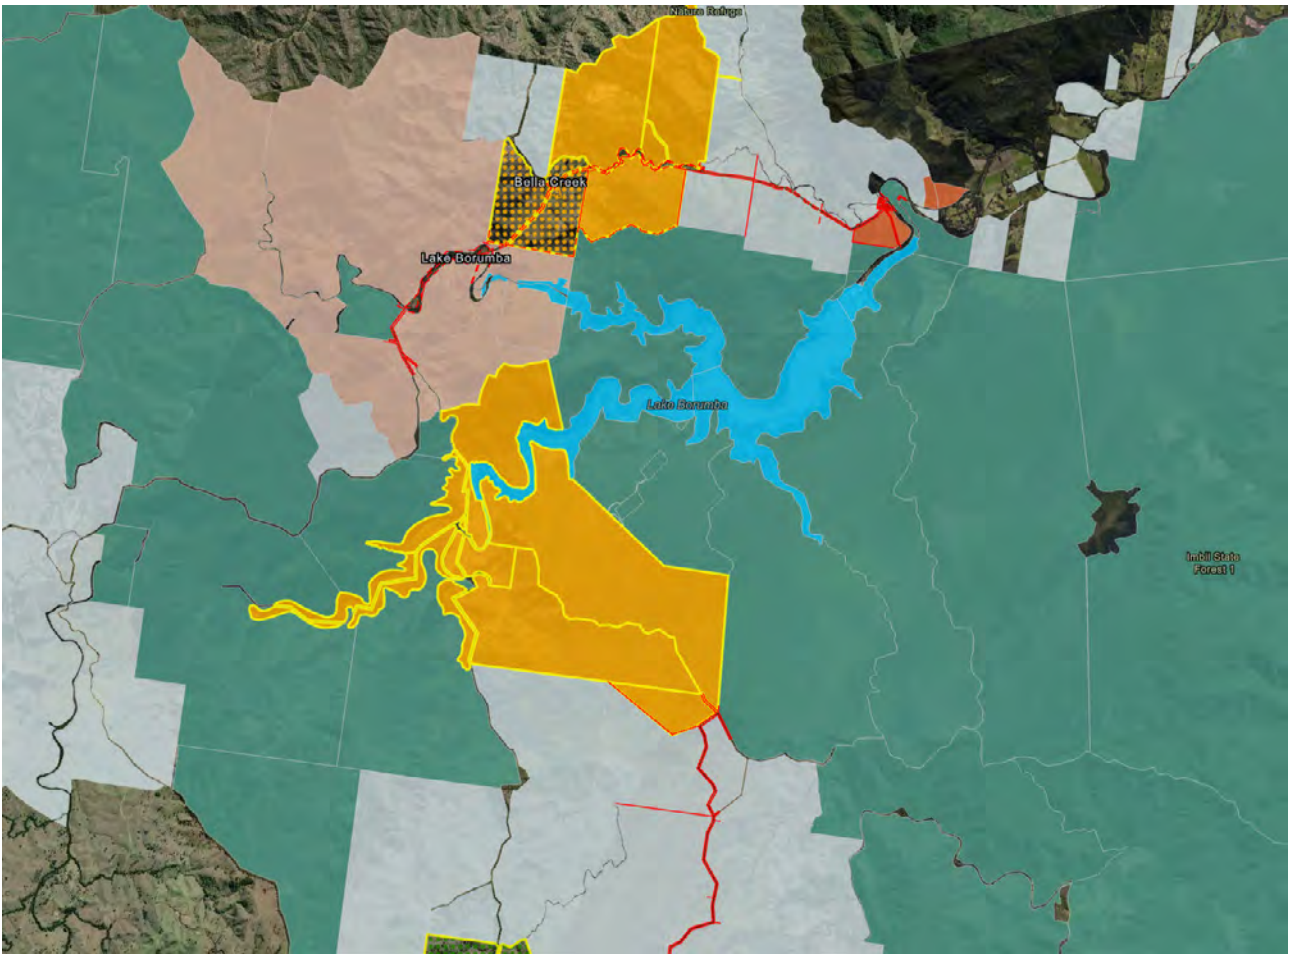 Nature Refuge
Bella Creek
Lake Borumba
Lake Borumba
Imbil State
Forest 1